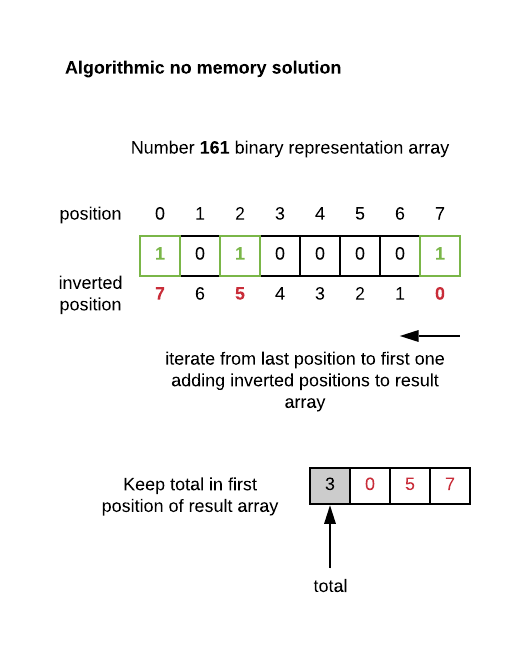 Algorithmic no memory solution
Number 161 binary representation array
position 0 1 2 3 4 5 6 7
1 0 1 0 0 0 0 1
inverted
position
7 6 5 4 3 2 1 0
iterate from last position to first one
adding inverted positions to result
array
Keep total in first
position of result array
3 0 5 7
total